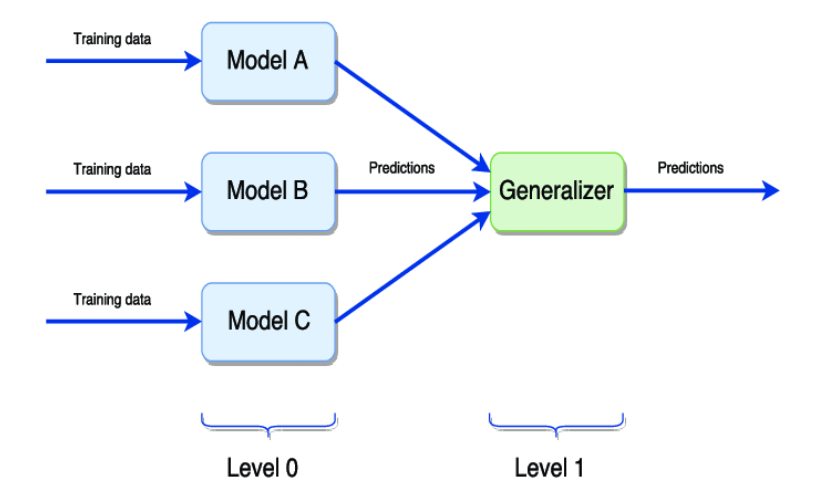 Training data
Model A
Training data
Model B
Predictions
Generalizer
Predictions
Training data
Model C
Level 0
Level 1